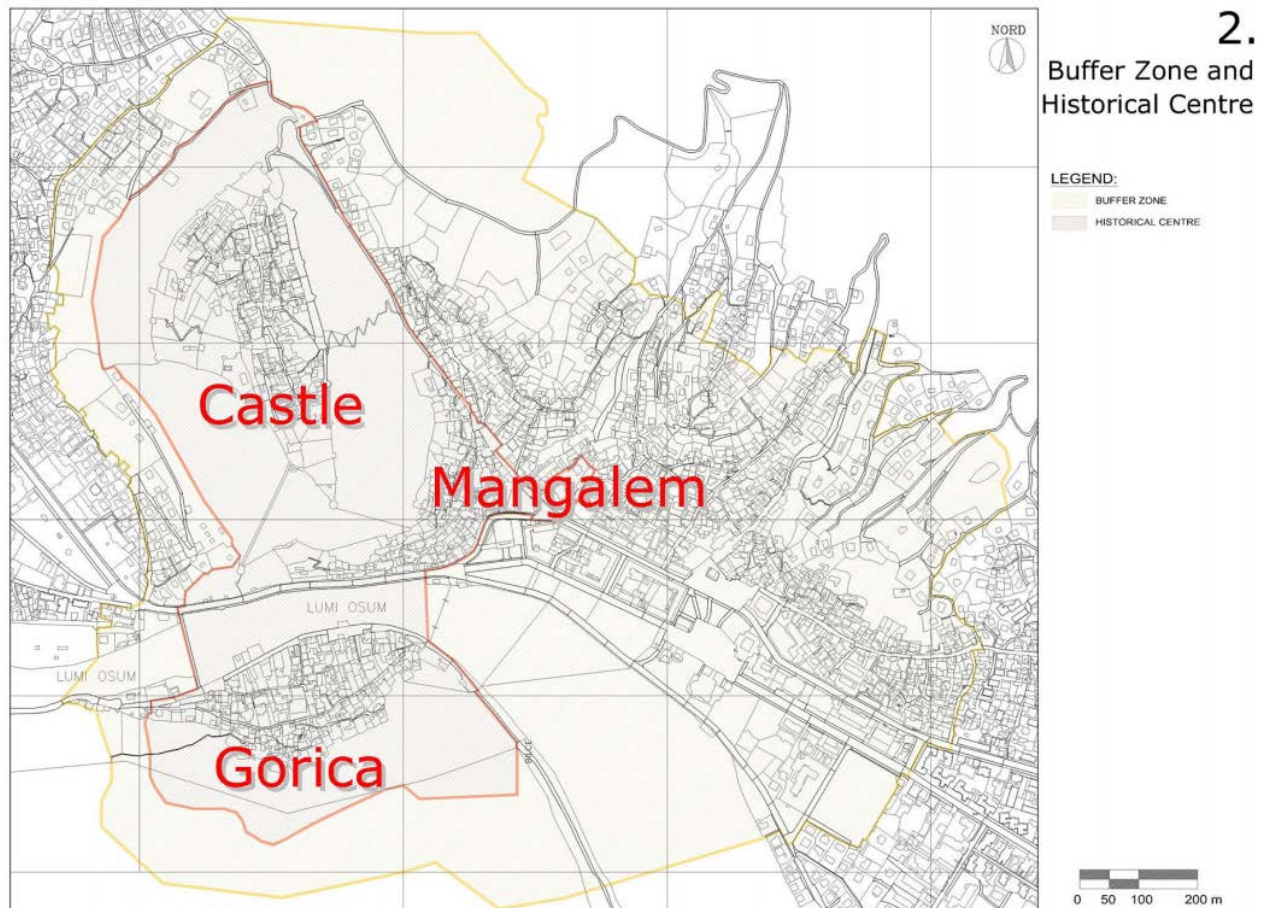 2.
Buffer Zone and
Historical Centre
NORD
LEGEND:
BUFFER ZONE
HISTORICAL CENTRE
Castle
Mangalem
LUMI OSUM
LUMI OSUM
Gorica
0 50 100 200 m